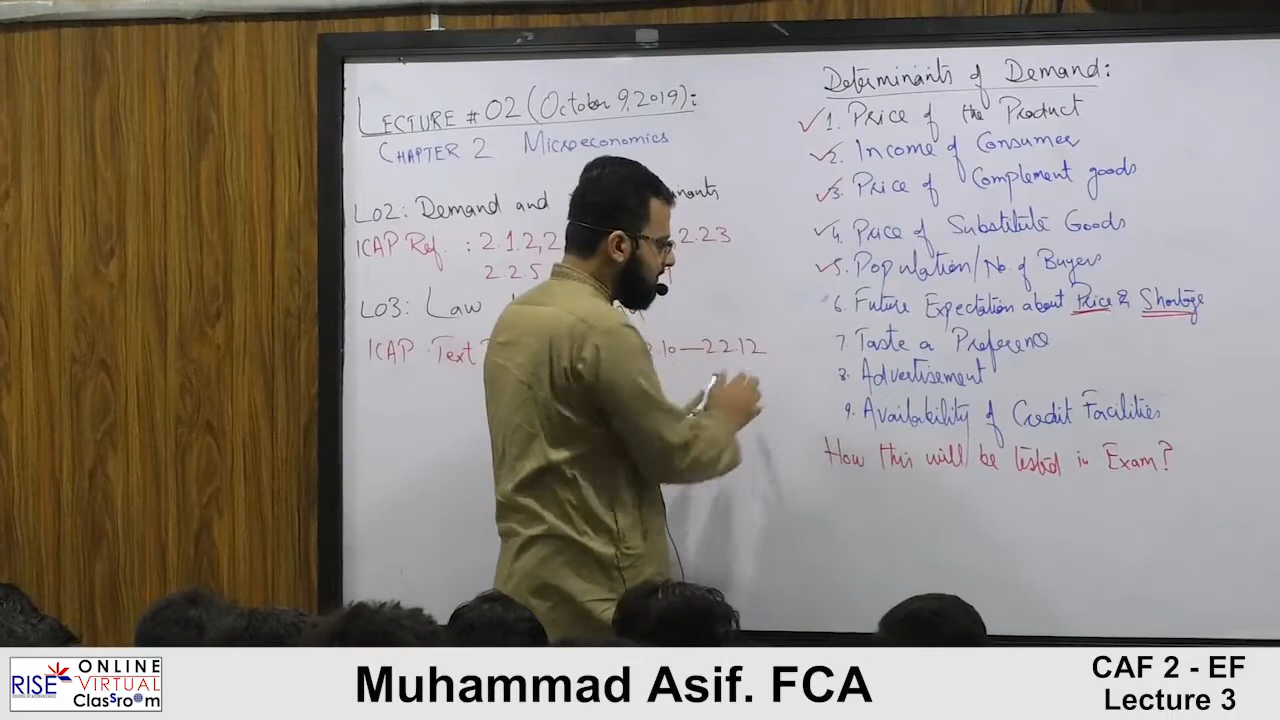 LECTURE # 02 (October 9, 2019):
CHAPTER 2 Microeconomics
LO2: Demand and
ICAP Ref. : 2.1.2, 2 2.2.3
2.2.5
LO3: Law
ICAP Text 10 — 2.2.12
Determinants of Demand:
1. Price of the Product
2. Income of Consumer
3. Price of Complement goods
4. Price of Substitute Goods
5. Population/No. of Buyers
6. Future Expectation about Price & Shortage
7. Taste & Preference
8. Advertisement
9. Availability of Credit Facilities
How this will be tested in Exam?
RISE ONLINE VIRTUAL Classroom
Muhammad Asif. FCA
CAF 2 - EF
Lecture 3